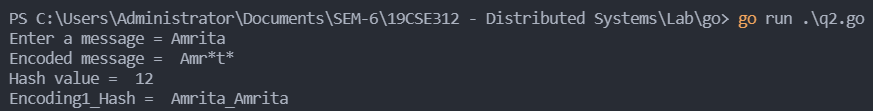 PS C:\Users\Administrator\Documents\SEM-6\19CSE312 - Distributed Systems\Lab\go> go run .\q2.go
Enter a message = Amrita
Encoded message =  Amr*t*
Hash value =  12
Encoding1_Hash =  Amrita_Amrita